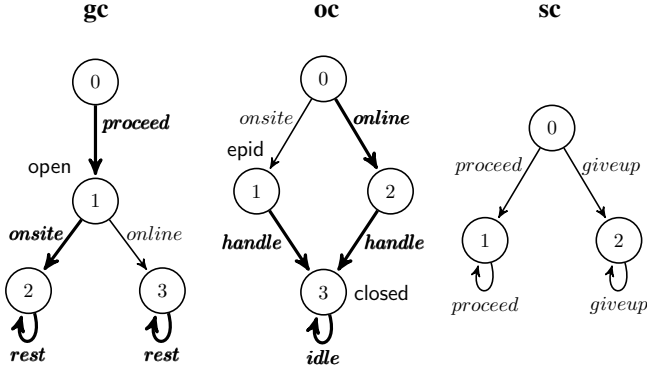 gc
0
proceed
open
1
onsite
online
2
3
rest
rest
oc
0
onsite
online
epid
1
2
handle
handle
3
closed
idle
sc
0
proceed
giveup
1
2
proceed
giveup